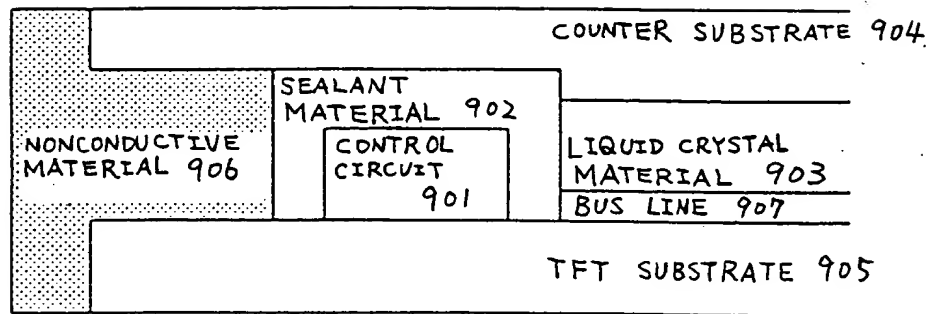 COUNTER SUBSTRATE 904
SEALANT
MATERIAL 902
NONCONDUCTIVE
MATERIAL 906
CONTROL
CIRCUIT
901
LIQUID CRYSTAL
MATERIAL 903
BUS LINE 907
TFT SUBSTRATE 905